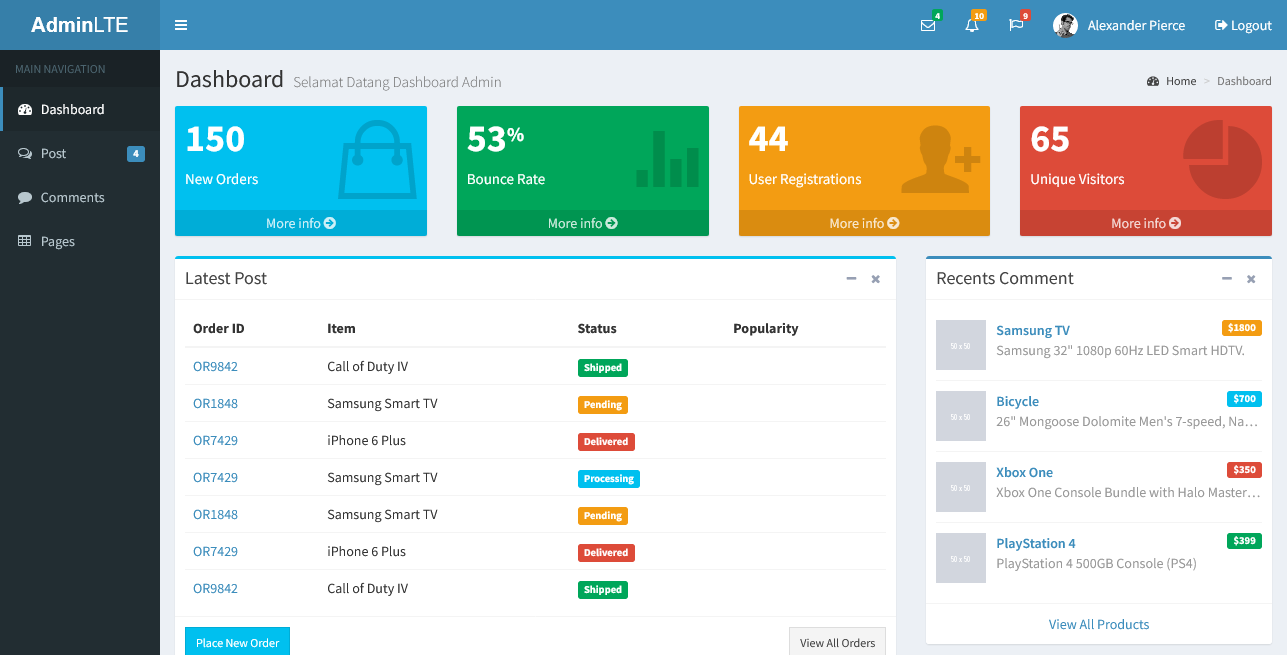 AdminLTE
4
10
9
Alexander Pierce
Logout
MAIN NAVIGATION
Dashboard
Post
4
Comments
Pages
Dashboard Selamat Datang Dashboard Admin
Home > Dashboard
150
New Orders
More info
53%
Bounce Rate
More info
44
User Registrations
More info
65
Unique Visitors
More info
Latest Post
Order ID Item Status Popularity
OR9842 Call of Duty IV Shipped
OR1848 Samsung Smart TV Pending
OR7429 iPhone 6 Plus Delivered
OR7429 Samsung Smart TV Processing
OR1848 Samsung Smart TV Pending
OR7429 iPhone 6 Plus Delivered
OR9842 Call of Duty IV Shipped
Place New Order
View All Orders
Recents Comment
50 x 50
Samsung TV $1800
Samsung 32" 1080p 60Hz LED Smart HDTV.
50 x 50
Bicycle $700
26" Mongoose Dolomite Men's 7-speed, Na…
50 x 50
Xbox One $350
Xbox One Console Bundle with Halo Master…
50 x 50
PlayStation 4 $399
PlayStation 4 500GB Console (PS4)
View All Products